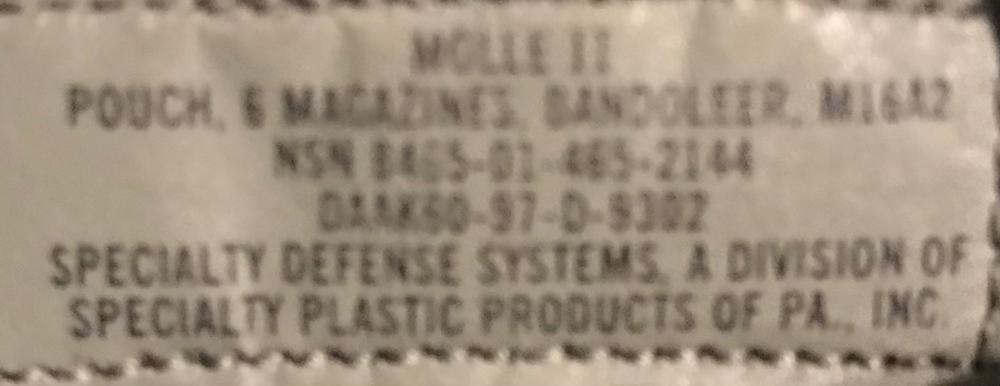 MOLLE II
POUCH, 6 MAGAZINES, BANDOLEER, M16A2
NSN 8465-01-465-2144
DAAK60-97-D-9302
SPECIALTY DEFENSE SYSTEMS, A DIVISION OF
SPECIALTY PLASTIC PRODUCTS OF PA., INC.